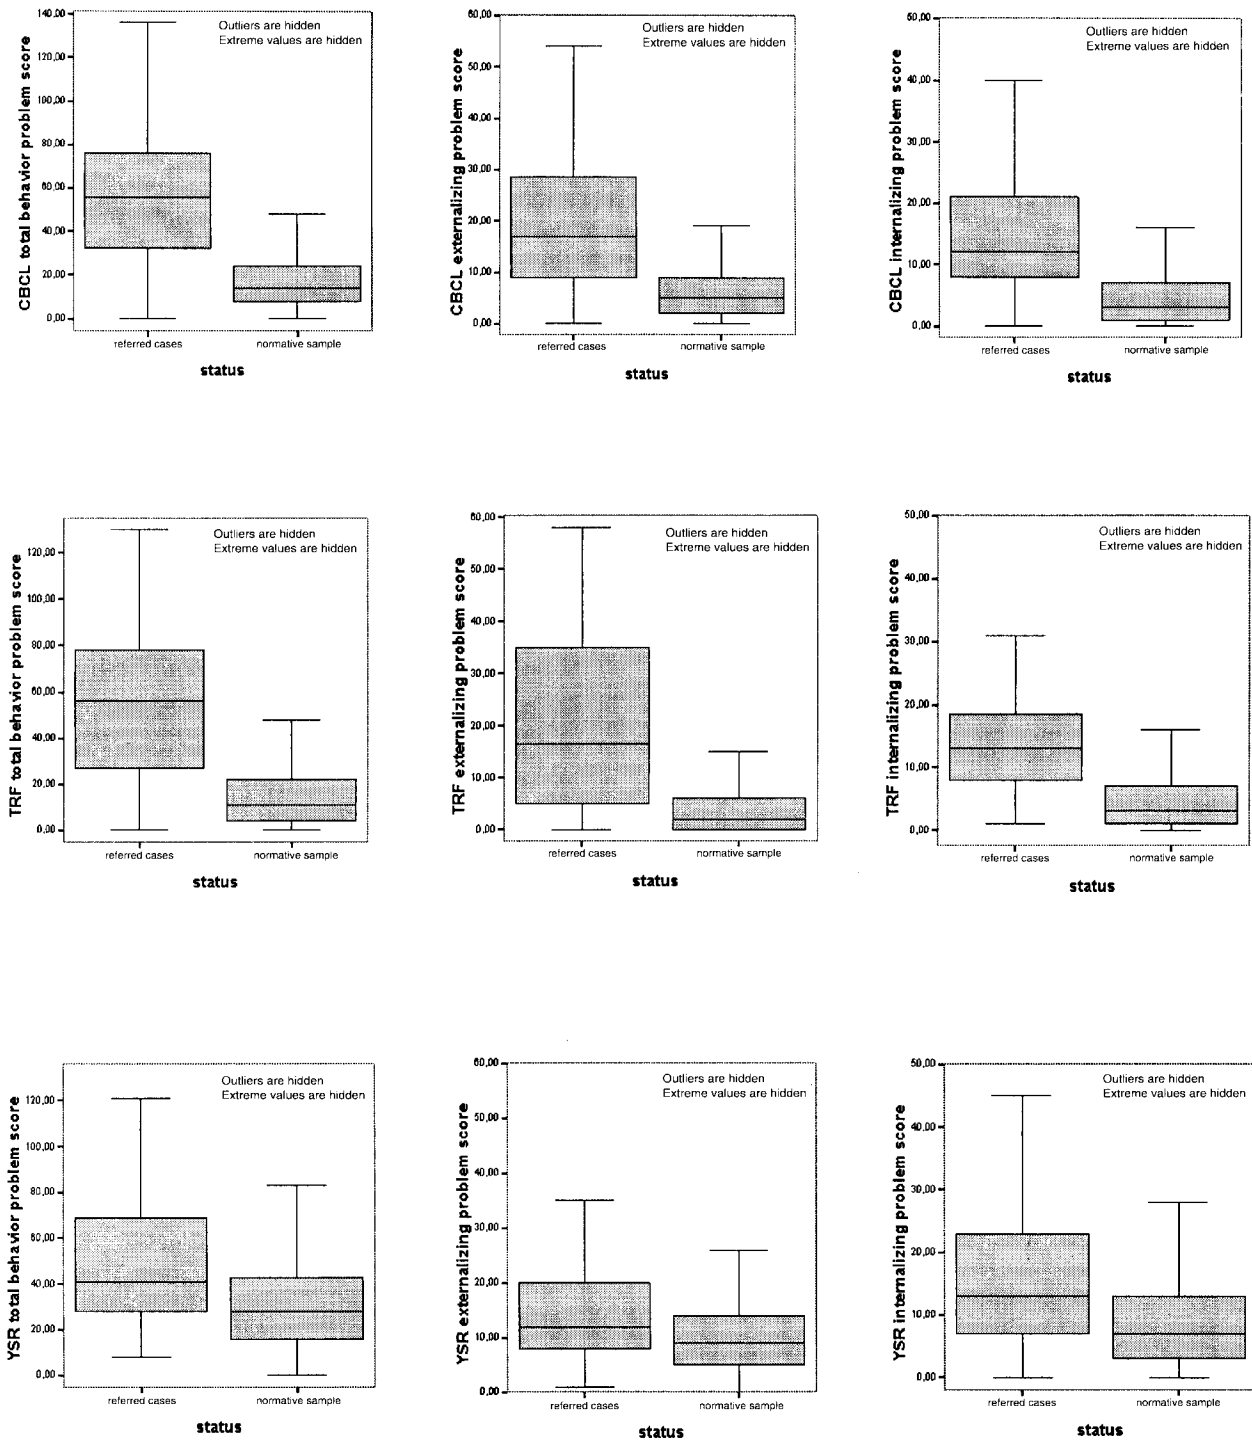 CBCL total behavior problem score
140,00
120,00
100,00
80,00
60,00
40,00
20,00
0,00
Outliers are hidden
Extreme values are hidden
referred cases
normative sample
status
CBCL externalizing problem score
60,00
50,00
40,00
30,00
20,00
10,00
0,00
Outliers are hidden
Extreme values are hidden
referred cases
normative sample
status
CBCL internalizing problem score
50,00
40,00
30,00
20,00
10,00
0,00
Outliers are hidden
Extreme values are hidden
referred cases
normative sample
status
TRF total behavior problem score
120,00
100,00
80,00
60,00
40,00
20,00
0,00
Outliers are hidden
Extreme values are hidden
referred cases
normative sample
status
TRF externalizing problem score
60,00
50,00
40,00
30,00
20,00
10,00
0,00
Outliers are hidden
Extreme values are hidden
referred cases
normative sample
status
TRF internalizing problem score
50,00
40,00
30,00
20,00
10,00
0,00
Outliers are hidden
Extreme values are hidden
referred cases
normative sample
status
YSR total behavior problem score
120,00
100,00
80,00
60,00
40,00
20,00
0,00
Outliers are hidden
Extreme values are hidden
referred cases
normative sample
status
YSR externalizing problem score
60,00
50,00
40,00
30,00
20,00
10,00
0,00
Outliers are hidden
Extreme values are hidden
referred cases
normative sample
status
YSR internalizing problem score
50,00
40,00
30,00
20,00
10,00
0,00
Outliers are hidden
Extreme values are hidden
referred cases
normative sample
status